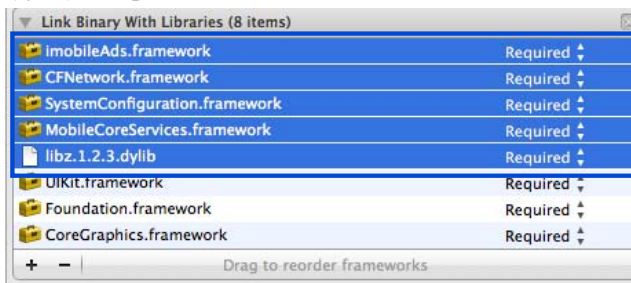 Link Binary With Libraries (8 items)
imobileAds.framework Required
CFNetwork.framework Required
SystemConfiguration.framework Required
MobileCoreServices.framework Required
libz.1.2.3.dylib Required
UIKit.framework Required
Foundation.framework Required
CoreGraphics.framework Required
+ − Drag to reorder frameworks